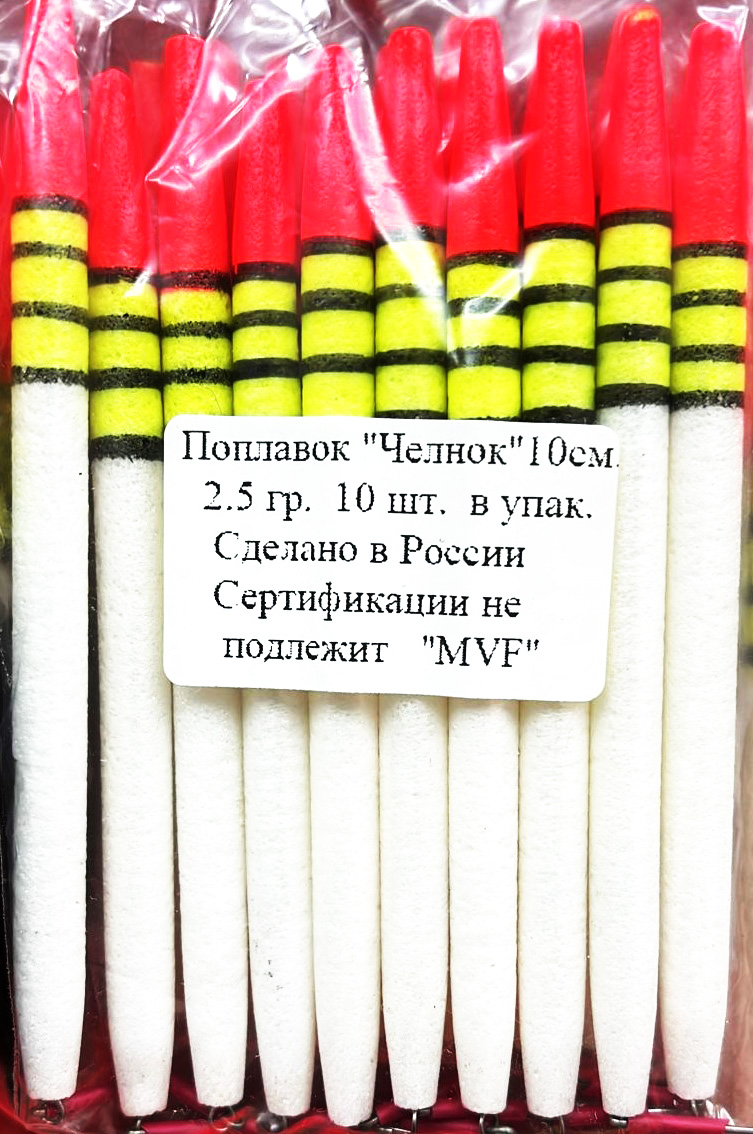 Поплавок "Челнок"10см.
2.5 гр. 10 шт. в упак.
Сделано в России
Сертификации не
подлежит "MVF"